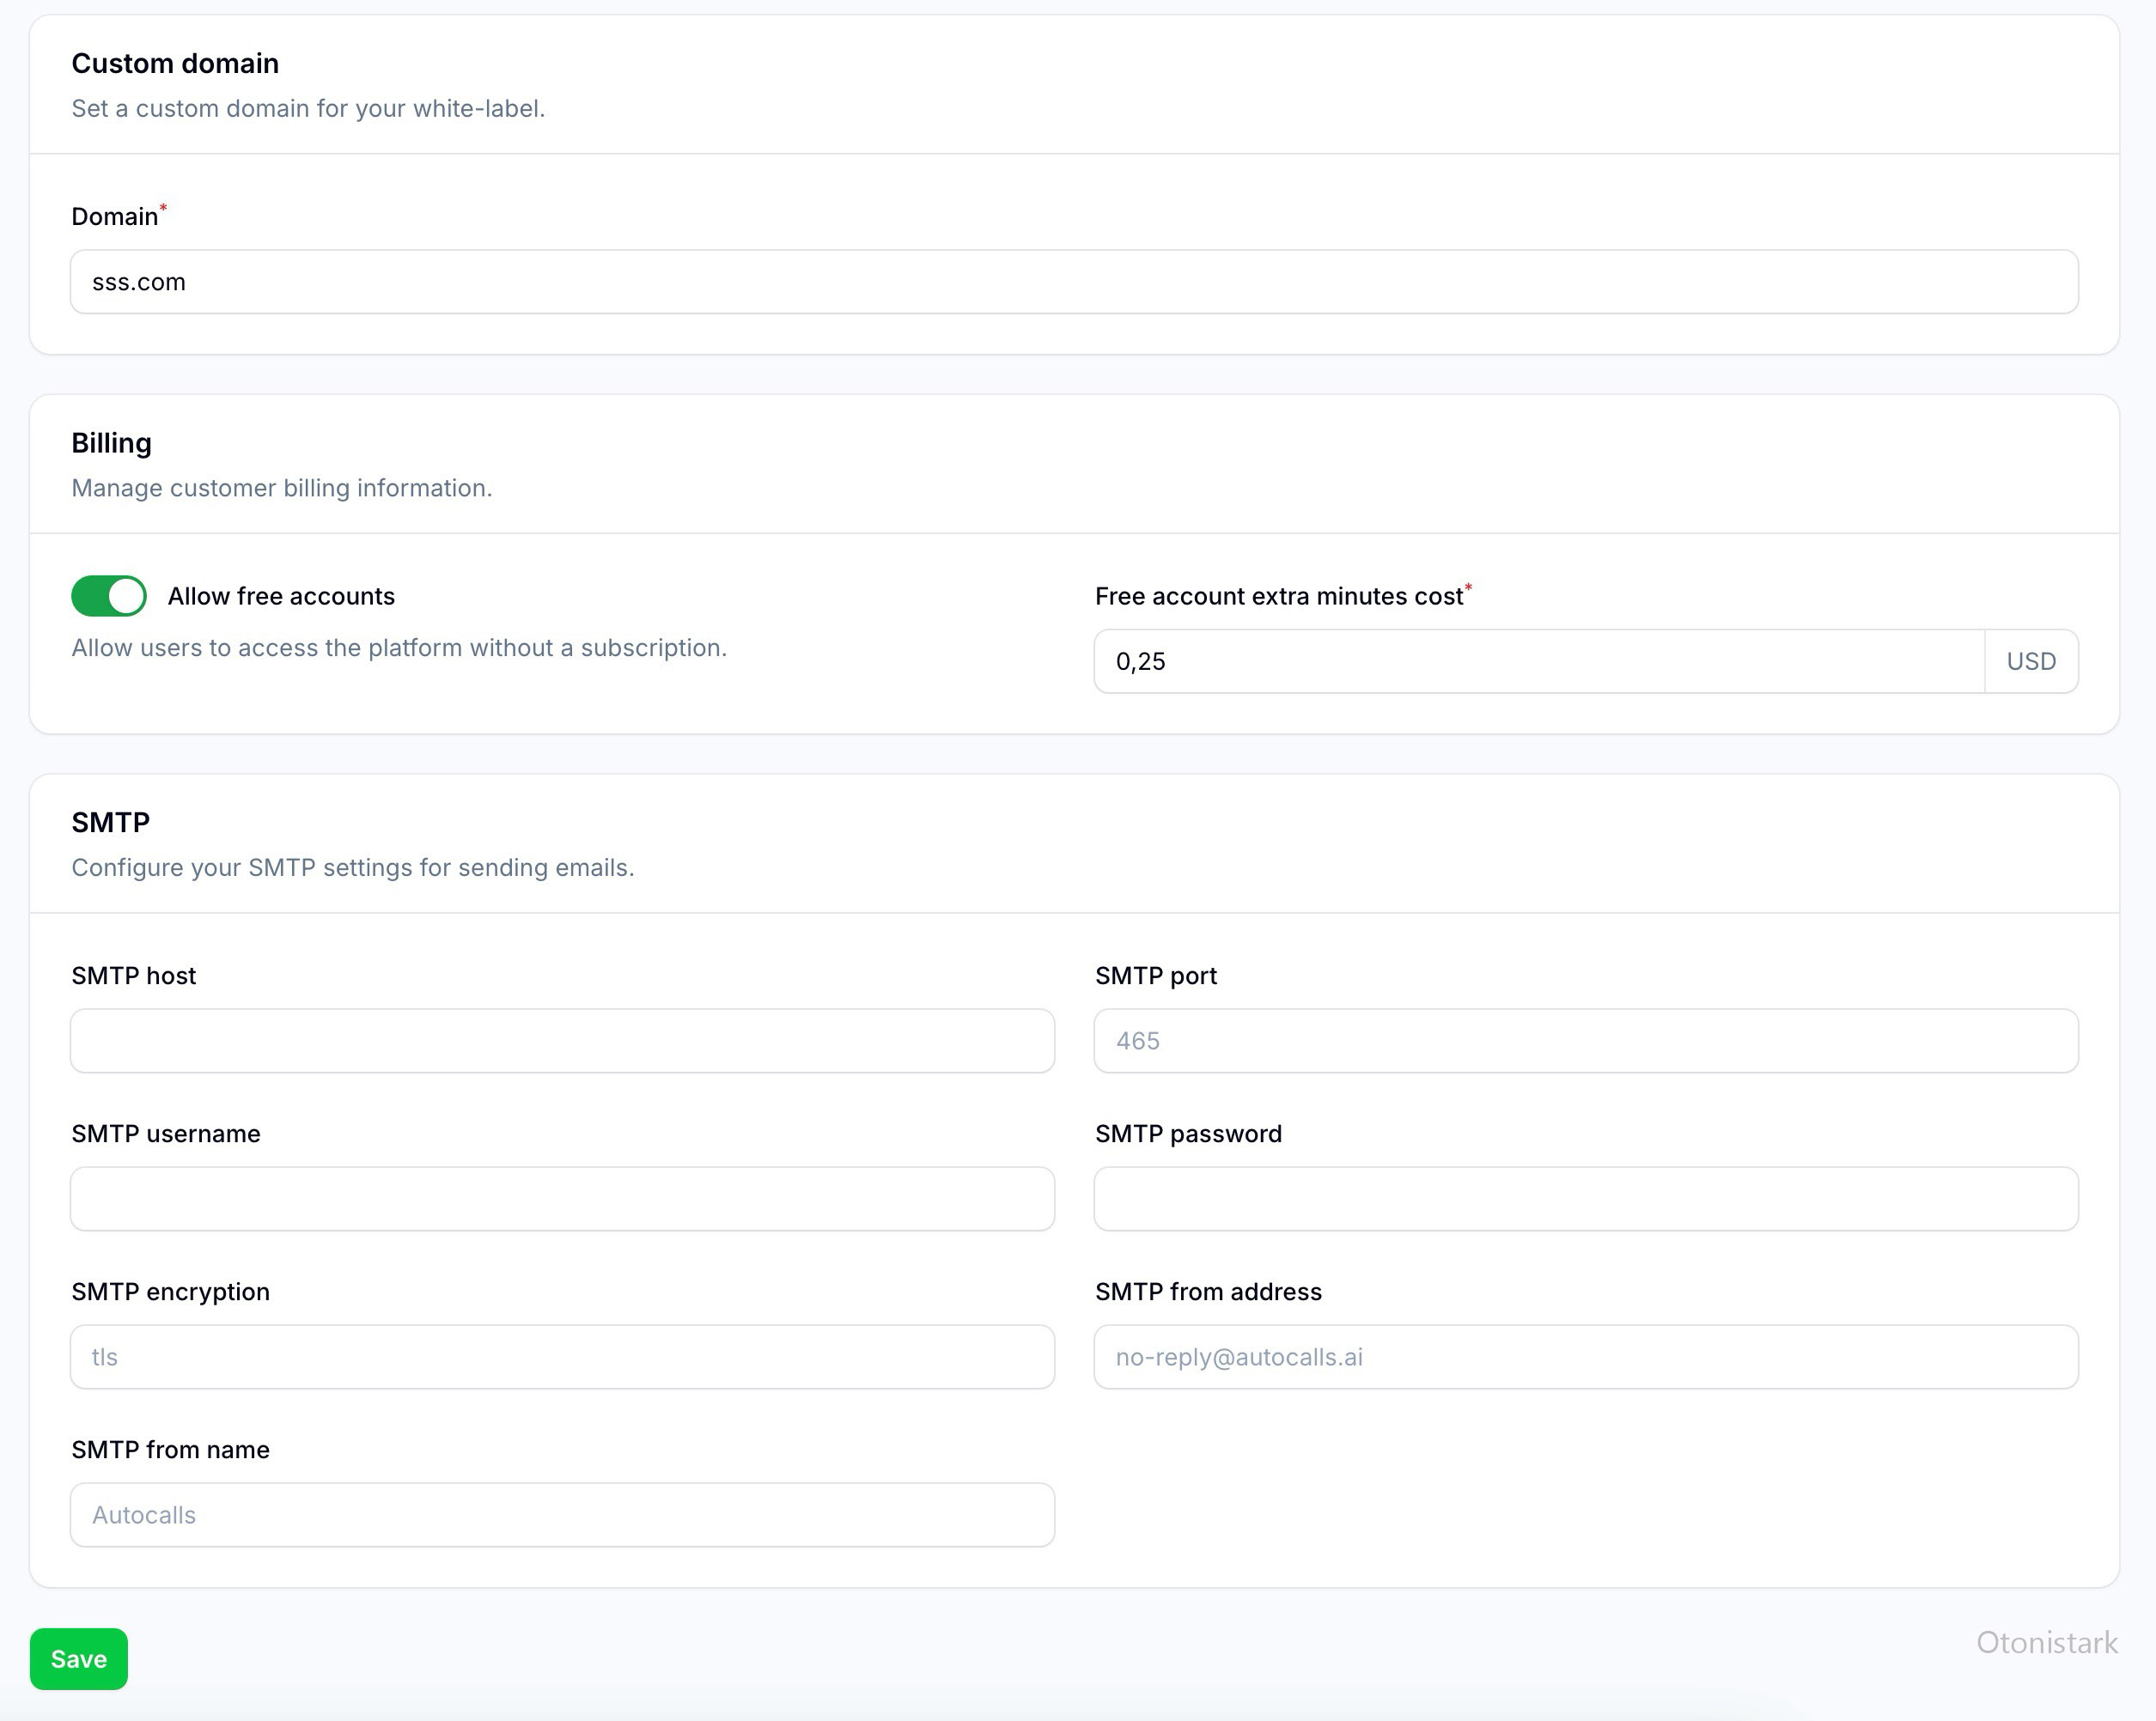 Custom domain
Set a custom domain for your white-label.
Domain*
sss.com
Billing
Manage customer billing information.
Allow free accounts
Allow users to access the platform without a subscription.
Free account extra minutes cost*
0,25 USD
SMTP
Configure your SMTP settings for sending emails.
SMTP host
SMTP port
465
SMTP username
SMTP password
SMTP encryption
tls
SMTP from address
no-reply@autocalls.ai
SMTP from name
Autocalls
Save
Otonistark